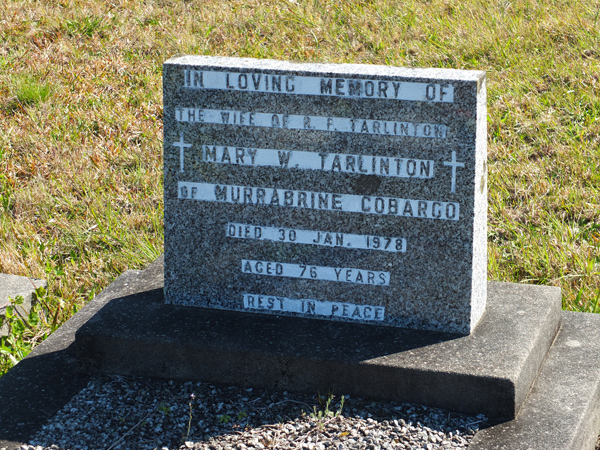 IN LOVING MEMORY OF
THE WIFE OF R. F. TARLINTON
MARY W. TARLINTON
OF MURRABRINE COBARGO
DIED 30 JAN. 1978
AGED 76 YEARS
REST IN PEACE